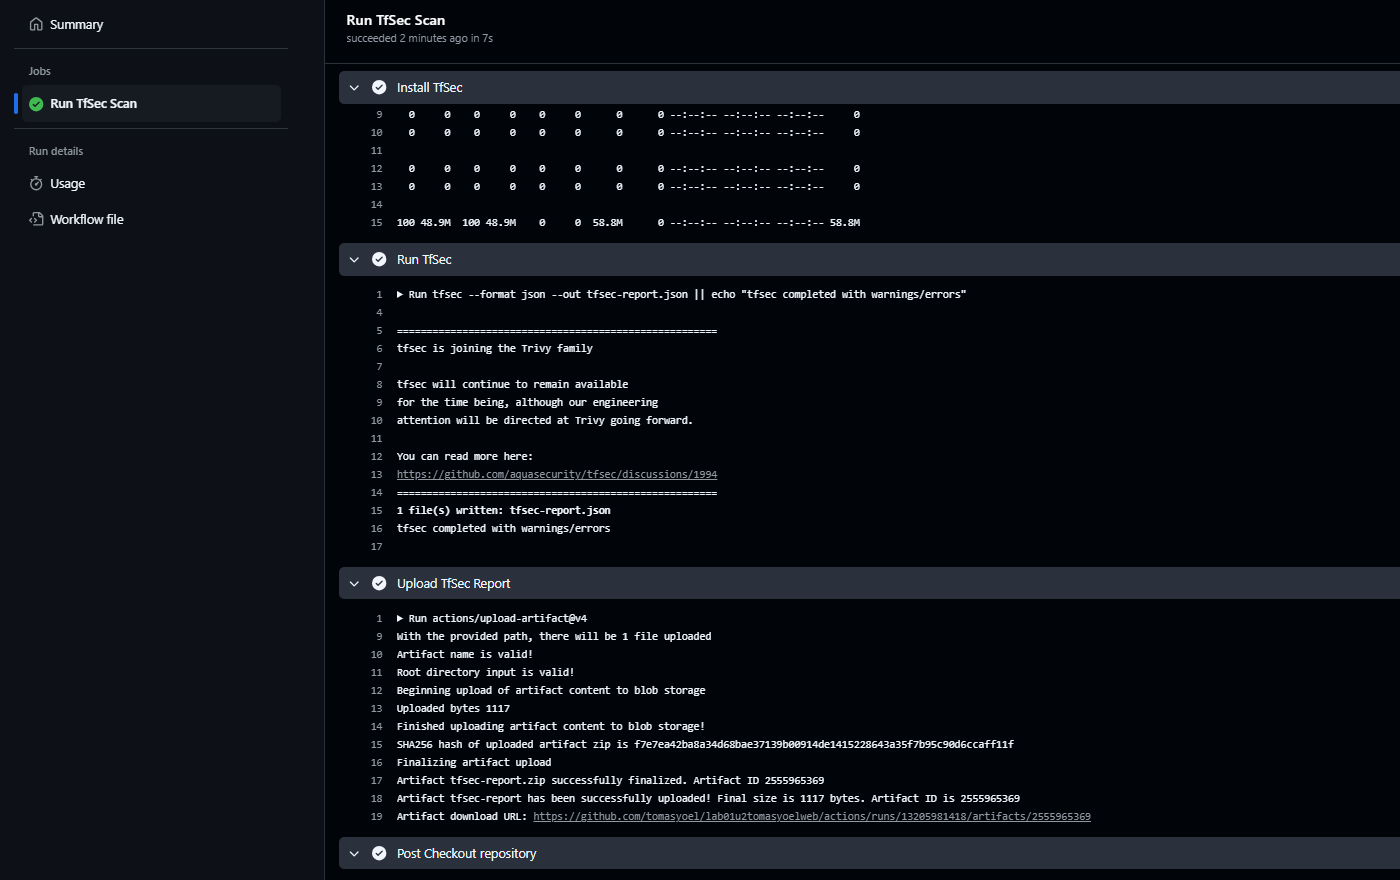 Summary
Jobs
Run TfSec Scan
Run details
Usage
Workflow file
Run TfSec Scan
succeeded 2 minutes ago in 7s
Install TfSec
9 0 0 0 0 0 0 0 0 --:--:-- --:--:-- --:--:-- 0
10 0 0 0 0 0 0 0 0 --:--:-- --:--:-- --:--:-- 0
11
12 0 0 0 0 0 0 0 0 --:--:-- --:--:-- --:--:-- 0
13 0 0 0 0 0 0 0 0 --:--:-- --:--:-- --:--:-- 0
14
15 100 48.9M 100 48.9M 0 0 58.8M 0 --:--:-- --:--:-- --:--:-- 58.8M
Run TfSec
1 Run tfsec --format json --out tfsec-report.json || echo "tfsec completed with warnings/errors"
4
5 ======================================================
6 tfsec is joining the Trivy family
7
8 tfsec will continue to remain available
9 for the time being, although our engineering
10 attention will be directed at Trivy going forward.
11
12 You can read more here:
13 https://github.com/aquasecurity/tfsec/discussions/1994
14 ======================================================
15 1 file(s) written: tfsec-report.json
16 tfsec completed with warnings/errors
17
Upload TfSec Report
1 Run actions/upload-artifact@v4
9 With the provided path, there will be 1 file uploaded
10 Artifact name is valid!
11 Root directory input is valid!
12 Beginning upload of artifact content to blob storage
13 Uploaded bytes 1117
14 Finished uploading artifact content to blob storage!
15 SHA256 hash of uploaded artifact zip is f7e7ea42ba8a34d68bae37139b00914de1415228643a35f7b95c90d6ccaff11f
16 Finalizing artifact upload
17 Artifact tfsec-report.zip successfully finalized. Artifact ID 2555965369
18 Artifact tfsec-report has been successfully uploaded! Final size is 1117 bytes. Artifact ID is 2555965369
19 Artifact download URL: https://github.com/tomasyoel/lab01u2tomasyoelweb/actions/runs/13205981418/artifacts/2555965369
Post Checkout repository